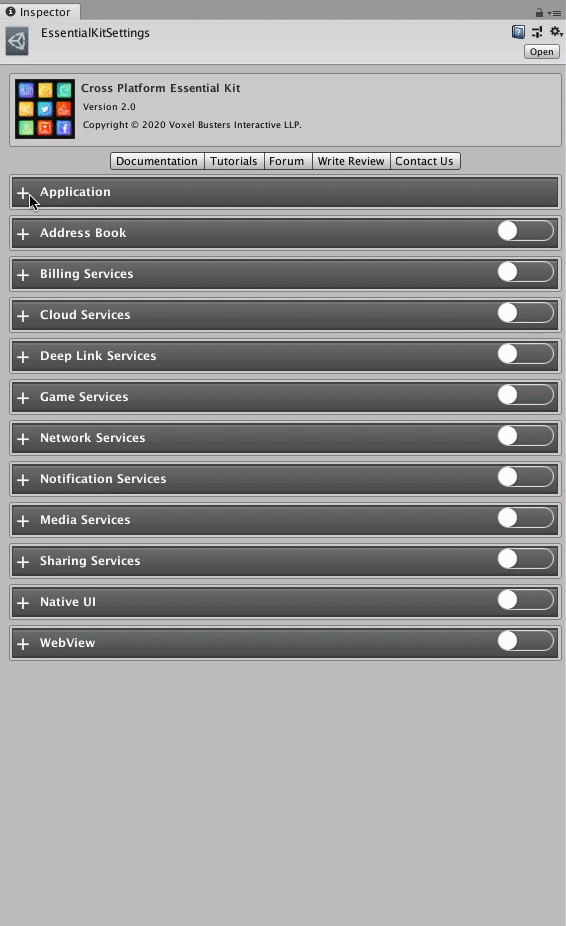 Inspector
EssentialKitSettings
Open
Cross Platform Essential Kit
Version 2.0
Copyright © 2020 Voxel Busters Interactive LLP.
Documentation Tutorials Forum Write Review Contact Us
Application
Address Book
Billing Services
Cloud Services
Deep Link Services
Game Services
Network Services
Notification Services
Media Services
Sharing Services
Native UI
WebView